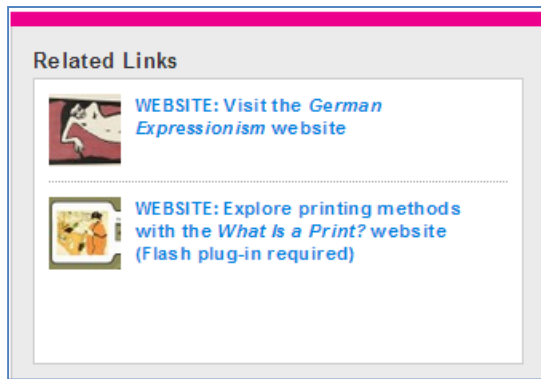 Related Links
WEBSITE: Visit the German
Expressionism website
WEBSITE: Explore printing methods
with the What Is a Print? website
(Flash plug-in required)